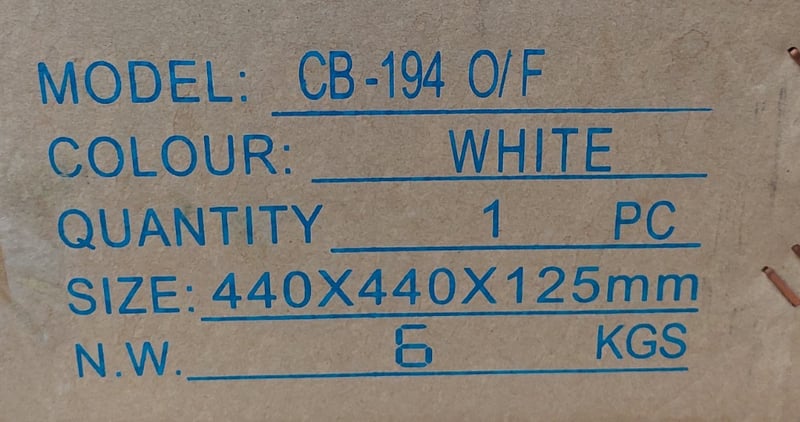 MODEL: CB-194 O/F
COLOUR: WHITE
QUANTITY 1 PC
SIZE: 440X440X125mm
N.W. 6 KGS